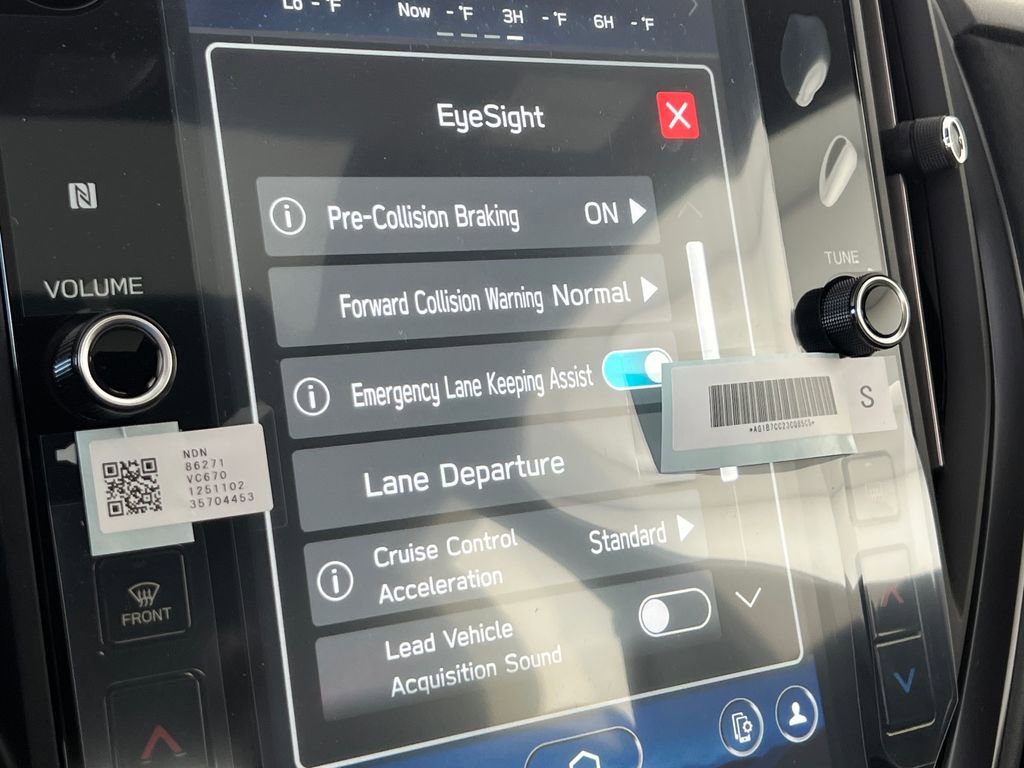 Lo - °F
Now - °F 3H - °F 6H - °F
EyeSight
Pre-Collision Braking ON
Forward Collision Warning Normal
Emergency Lane Keeping Assist
Lane Departure
Cruise Control
Acceleration
Standard
Lead Vehicle
Acquisition Sound
VOLUME
TUNE
NDN
86271
VC670
1251102
35704453
S
FRONT